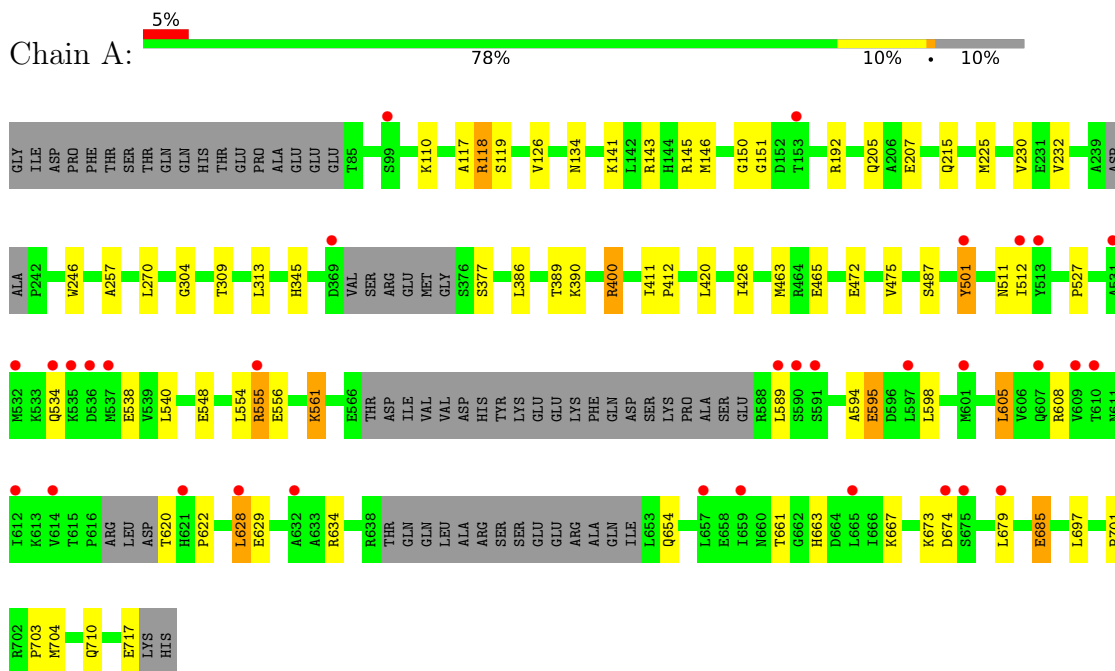 5%
Chain A:
78% 10% • 10%
GLY ILE ASP PRO PHE THR SER THR GLN GLN HIS THR GLU PRO ALA GLU GLU GLU T85 S99 K110 A117 R118 S119 V126 N134 K141 L142 R143 H144 R145 M146 G150 G151 D152 T153 R192 Q205 A206 E207 Q215 M225 V230 E231 V232 A239 ASP
ALA P242 W246 A257 L270 G304 T309 L313 H345 D369 VAL SER ARG GLU MET GLY S376 S377 L386 T389 K390 R400 I411 P412 L420 I426 M463 R464 E465 E472 V475 S487 Y501 N511 I512 Y513 P527 A531
M532 K533 Q534 K535 D536 M537 E538 V539 L540 E548 L554 R555 E556 K561 E566 THR ASP ILE VAL VAL ASP HIS TYR LYS GLU GLU LYS PHE GLN ASP SER LYS PRO ALA SER GLU R588 L589 S590 S591 A594 E595 D596 L597 L598 M601 L605 V606 Q607 R608 V609 T610 N611
I612 K613 V614 T615 P616 ARG LEU ASP T620 H621 P622 L628 E629 A632 A633 R634 R638 THR GLN GLN LEU ALA ARG SER SER GLU GLU ARG ALA GLN ILE L653 Q654 L657 E658 I659 N660 T661 G662 H663 D664 L665 I666 K667 K673 D674 S675 L679 E685 L697
R702 P703 M704 Q710 E717 LYS HIS